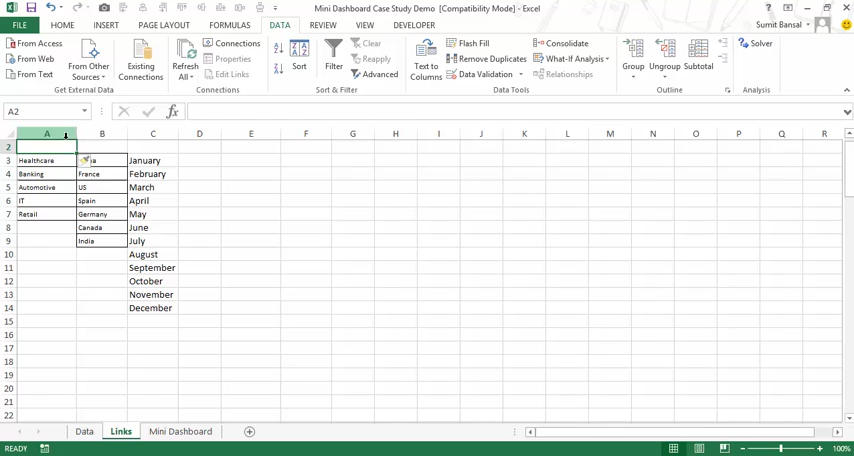 Mini Dashboard Case Study Demo [Compatibility Mode] - Excel
FILE HOME INSERT PAGE LAYOUT FORMULAS DATA REVIEW VIEW DEVELOPER Sumit Bansal
From Access
From Web
From Text
From Other Sources
Existing Connections
Get External Data
Refresh All
Connections
Properties
Edit Links
Connections
Sort
Filter
Clear
Reapply
Advanced
Sort & Filter
Text to Columns
Flash Fill
Remove Duplicates
Data Validation
Consolidate
What-If Analysis
Relationships
Data Tools
Group
Ungroup
Subtotal
Outline
Solver
Analysis
A2 fx
A B C D E F G H I J K L M N O P Q R
2
3 Healthcare January
4 Banking France February
5 Automotive US March
6 IT Spain April
7 Retail Germany May
8 Canada June
9 India July
10 August
11 September
12 October
13 November
14 December
15
16
17
18
19
20
21
22
Data Links Mini Dashboard
READY 100%